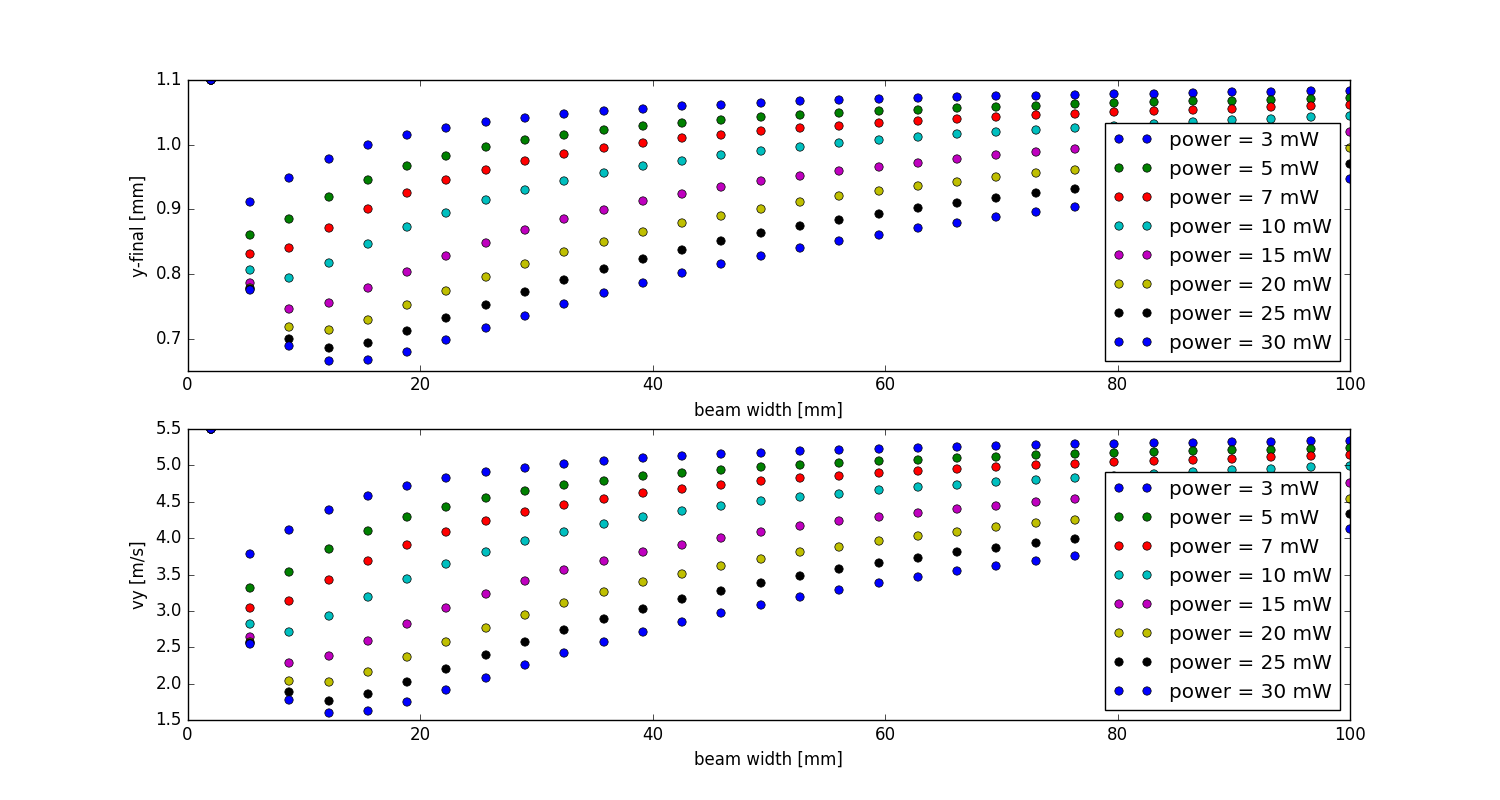 1.1
1.0
0.9
0.8
0.7
y-final [mm]
power = 3 mW
power = 5 mW
power = 7 mW
power = 10 mW
power = 15 mW
power = 20 mW
power = 25 mW
power = 30 mW
0 20 40 60 80 100
beam width [mm]
5.5
5.0
4.5
4.0
3.5
3.0
2.5
2.0
1.5
vy [m/s]
power = 3 mW
power = 5 mW
power = 7 mW
power = 10 mW
power = 15 mW
power = 20 mW
power = 25 mW
power = 30 mW
0 20 40 60 80 100
beam width [mm]